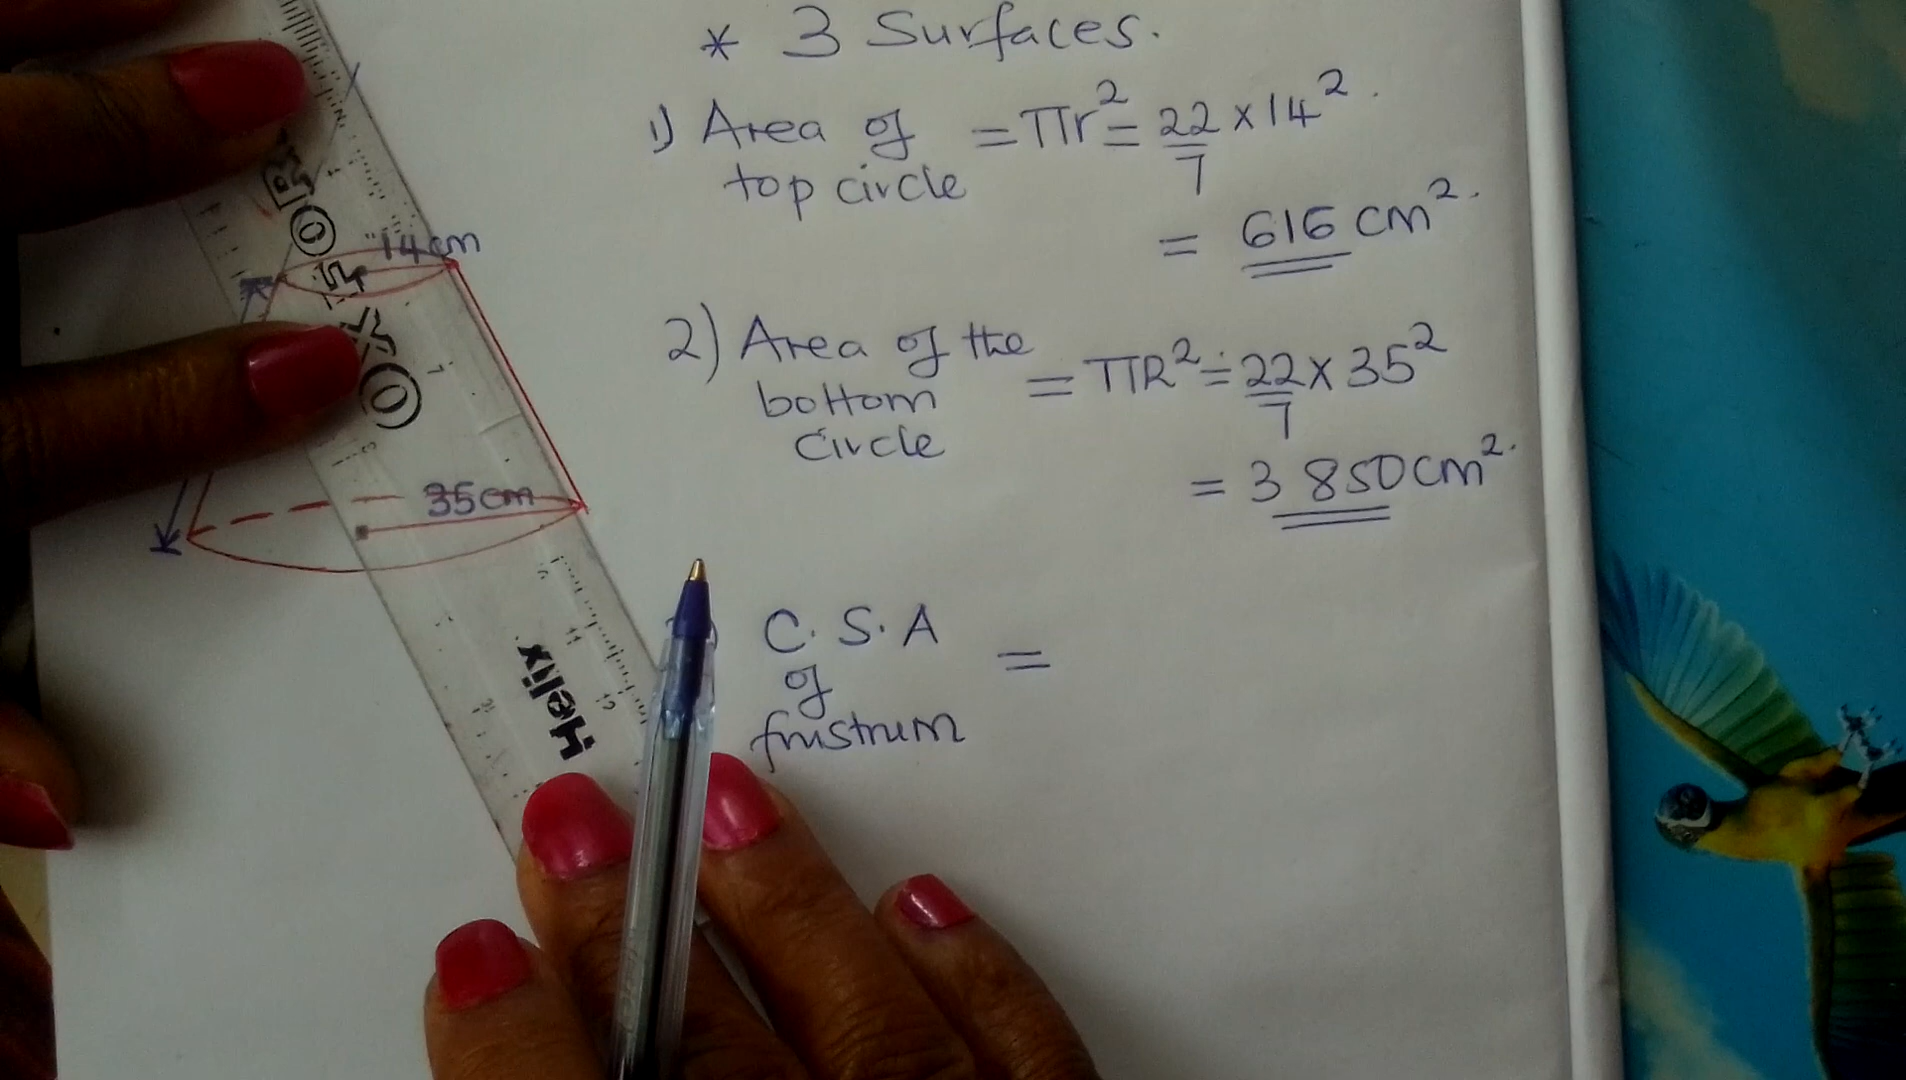 * 3 Surfaces.
1) Area of top circle = πr² = 22/7 × 14².
= 616 cm².
14cm
2) Area of the bottom circle = πR² = 22/7 × 35²
= 3 850 cm².
35cm
C.S.A of frustrum =
Helix